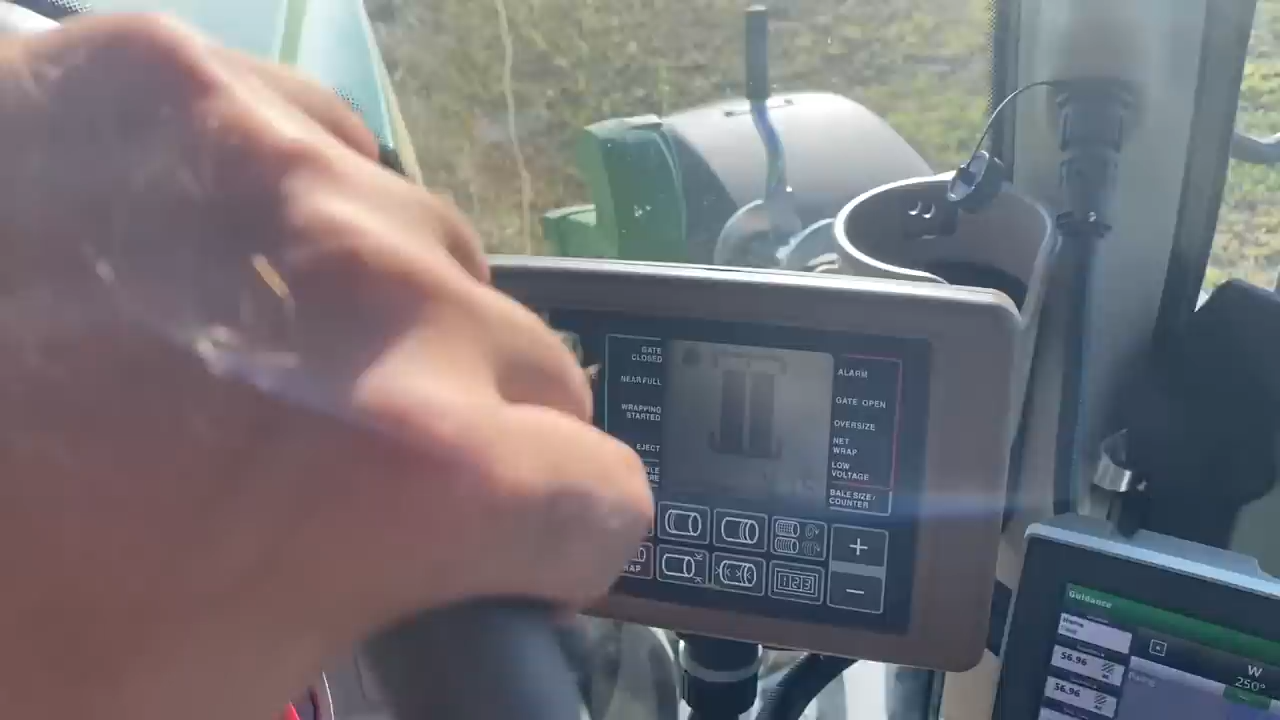 GATE
CLOSED
NEAR FULL
WRAPPING
STARTED
EJECT
ALARM
GATE OPEN
OVERSIZE
NET
WRAP
LOW
VOLTAGE
BALE SIZE/
COUNTER
+
123
−
Guidance
56.96
56.96
W
250°